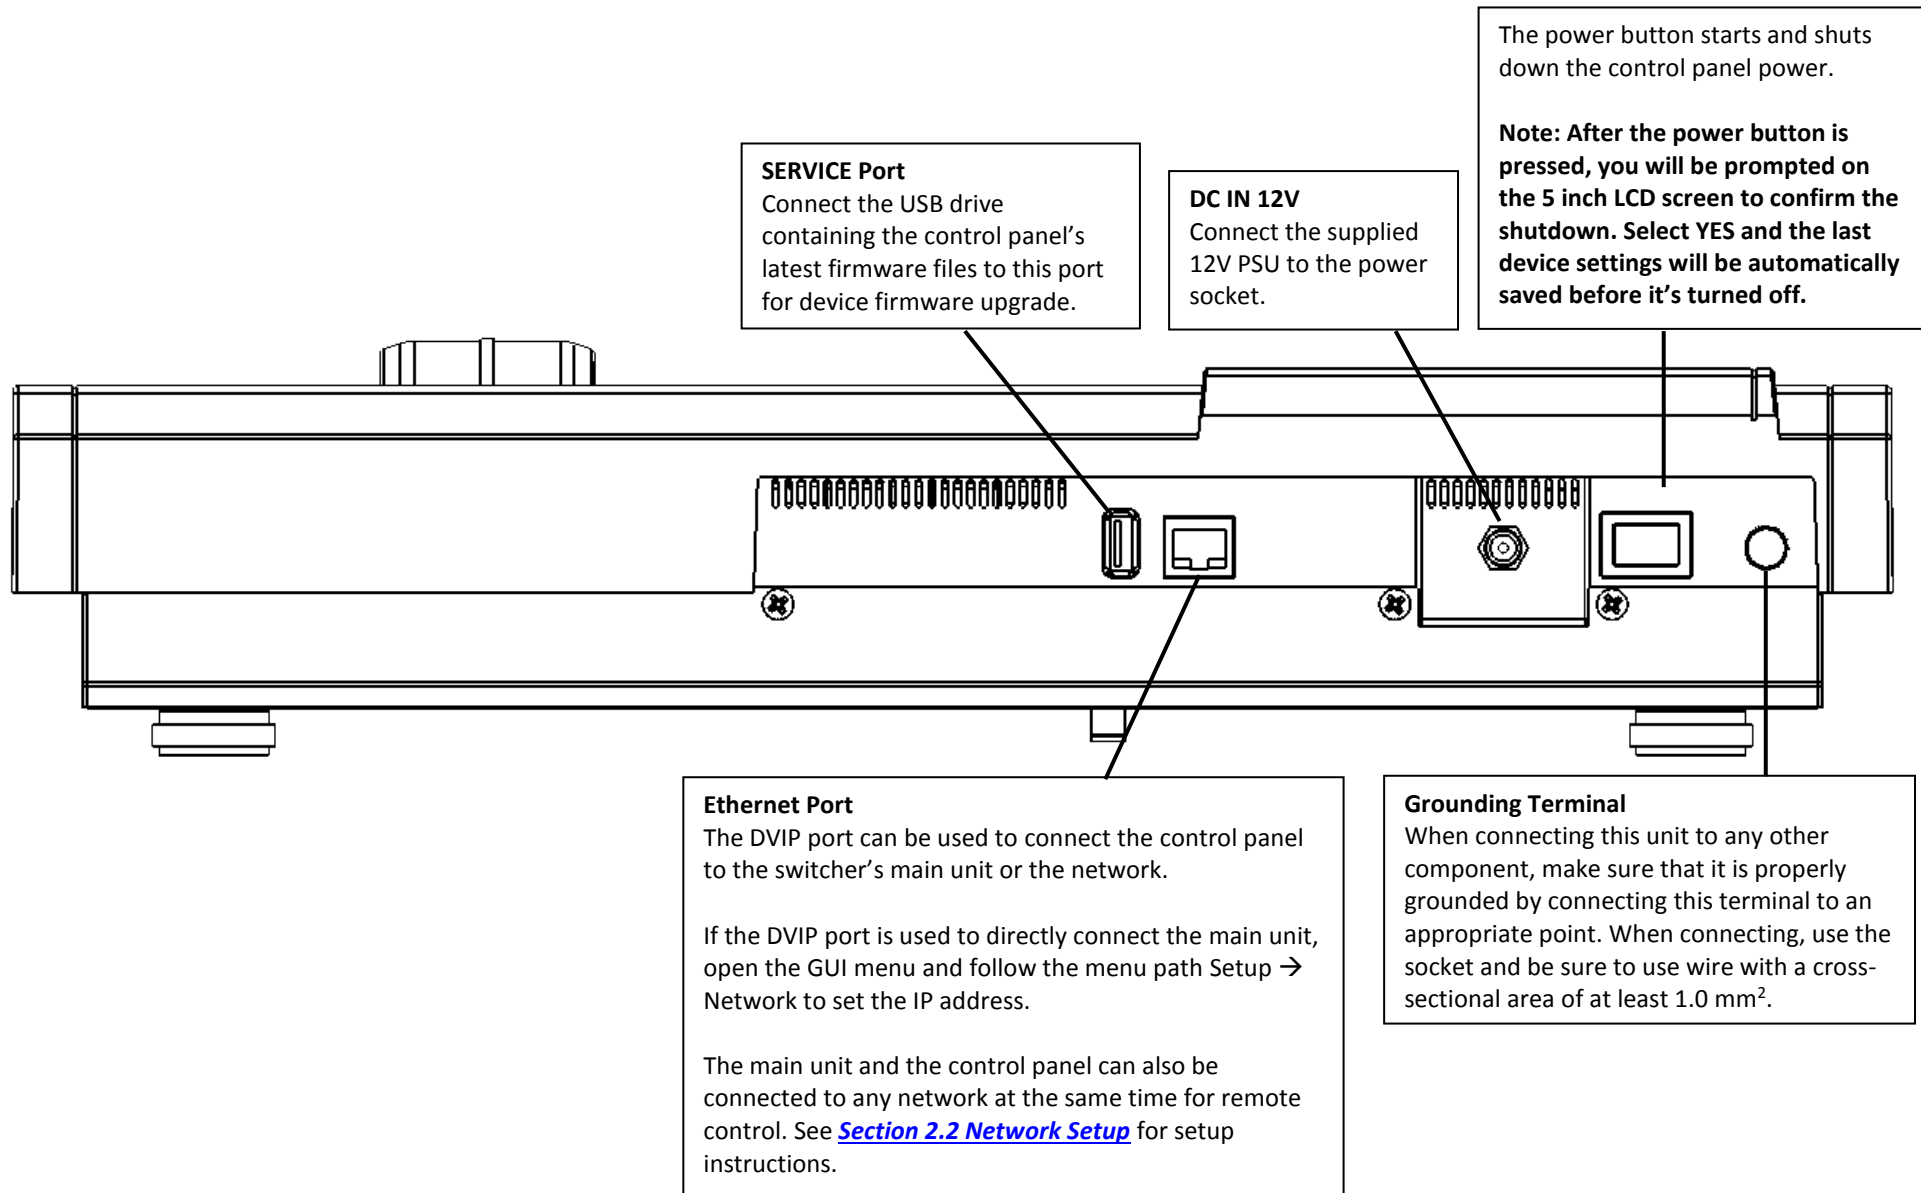 The power button starts and shuts
down the control panel power.
Note: After the power button is
pressed, you will be prompted on
the 5 inch LCD screen to confirm the
shutdown. Select YES and the last
device settings will be automatically
saved before it’s turned off.
SERVICE Port
Connect the USB drive
containing the control panel’s
latest firmware files to this port
for device firmware upgrade.
DC IN 12V
Connect the supplied
12V PSU to the power
socket.
Ethernet Port
The DVIP port can be used to connect the control panel
to the switcher’s main unit or the network.
If the DVIP port is used to directly connect the main unit,
open the GUI menu and follow the menu path Setup →
Network to set the IP address.
The main unit and the control panel can also be
connected to any network at the same time for remote
control. See Section 2.2 Network Setup for setup
instructions.
Grounding Terminal
When connecting this unit to any other
component, make sure that it is properly
grounded by connecting this terminal to an
appropriate point. When connecting, use the
socket and be sure to use wire with a cross-
sectional area of at least 1.0 mm².